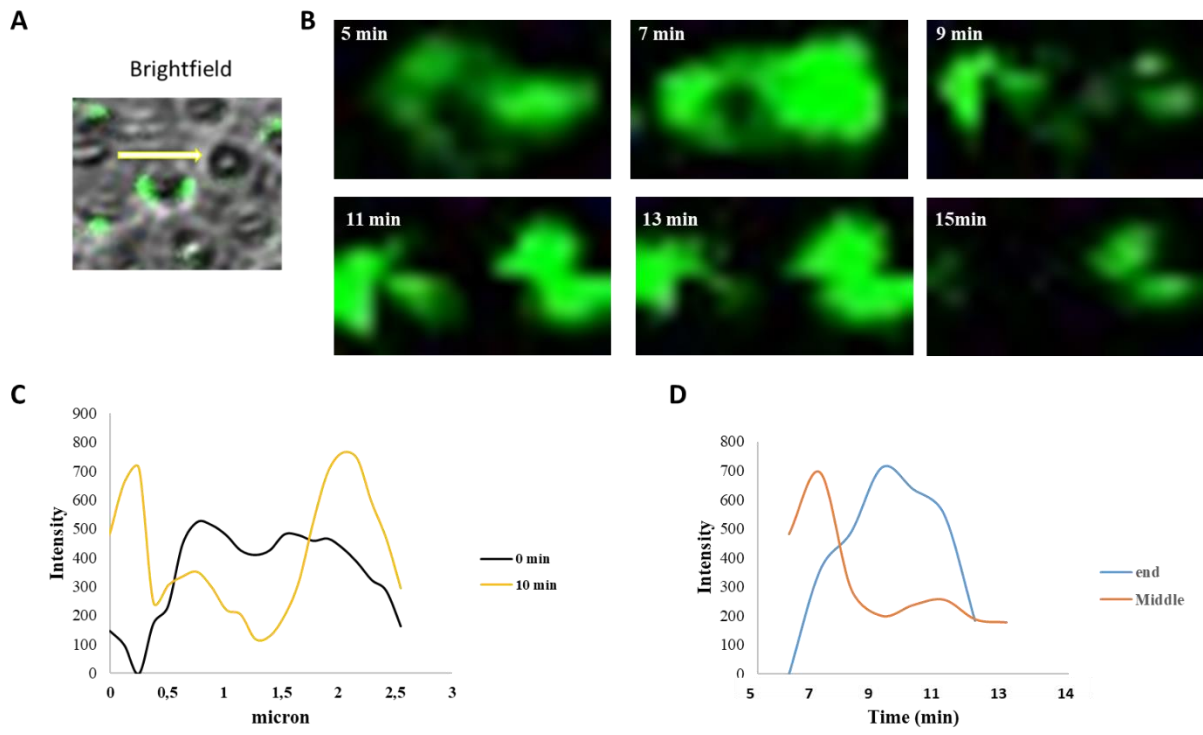 A
Brightfield
B
5 min
7 min
9 min
11 min
13 min
15min
C
900
800
700
600
500
400
300
200
100
0
Intensity
0 0,5 1 1,5 2 2,5 3
micron
0 min
10 min
D
800
700
600
500
400
300
200
100
0
Intensity
5 7 9 11 13 14
Time (min)
end
Middle